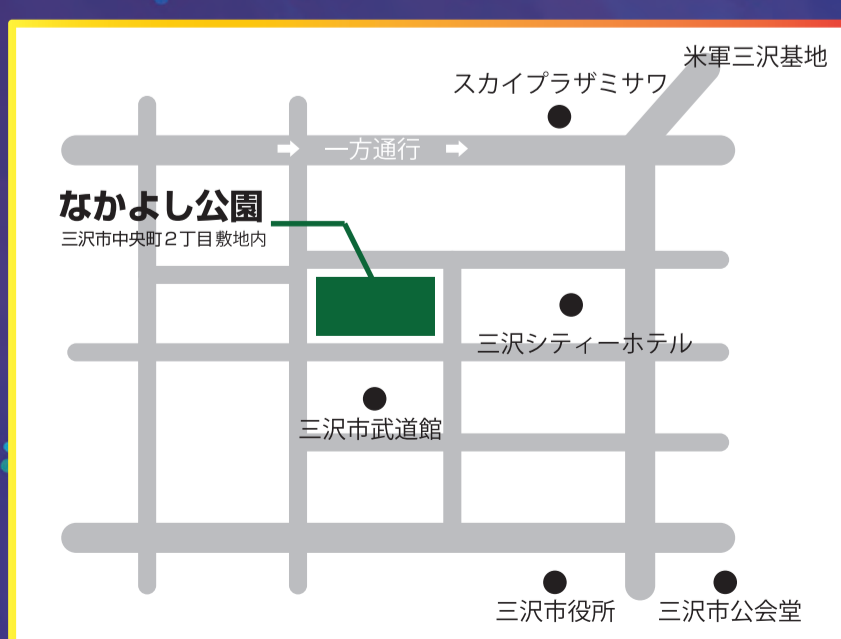 米軍三沢基地
スカイプラザミサワ
一方通行
なかよし公園
三沢市中央町2丁目敷地内
三沢シティーホテル
三沢市武道館
三沢市役所
三沢市公会堂